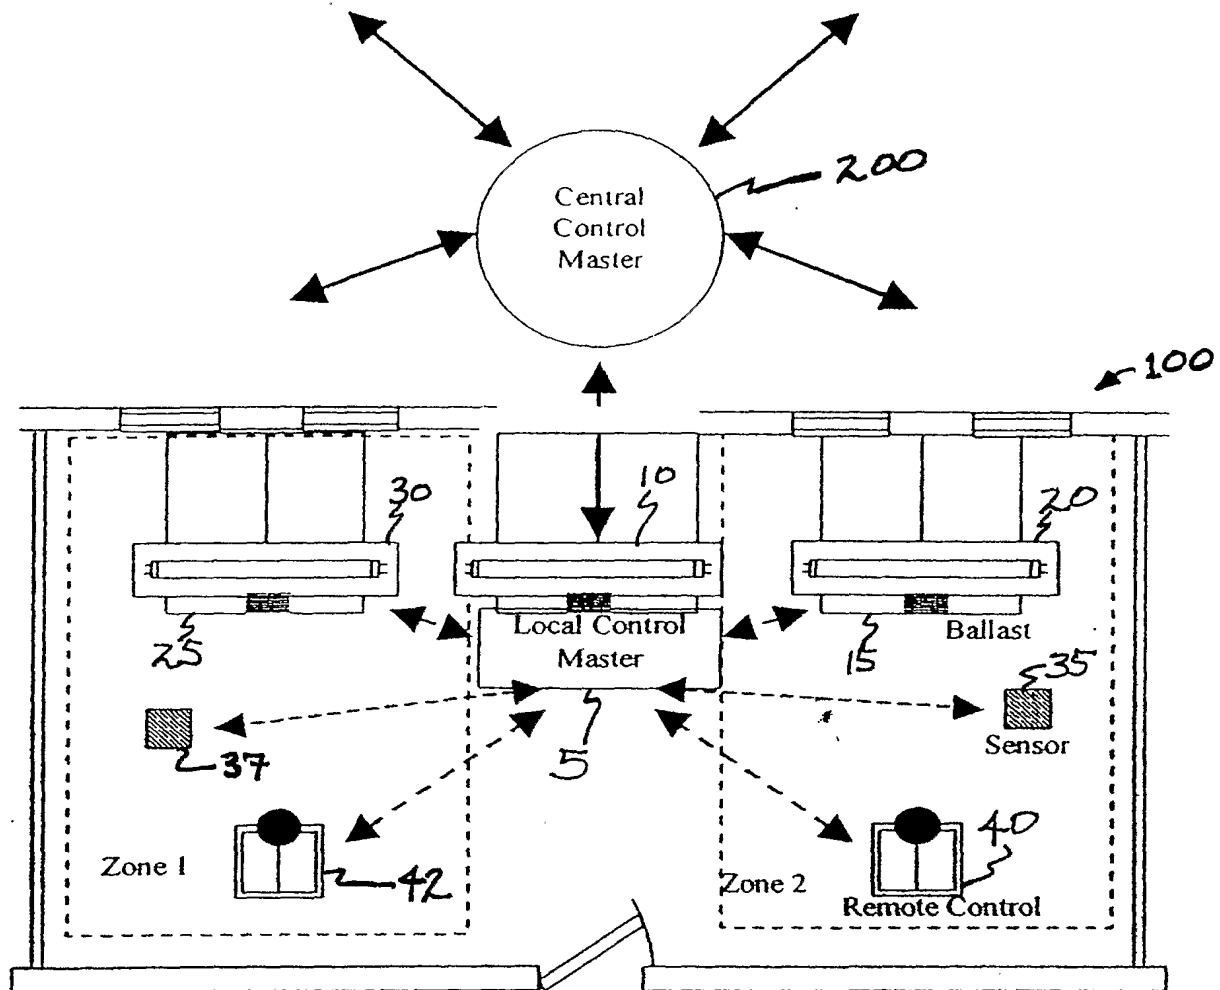 200
Central
Control
Master
100
30
10
20
Local Control
Master
Ballast
25
15
35
Sensor
37
5
40
Zone 1
42
Zone 2
Remote Control